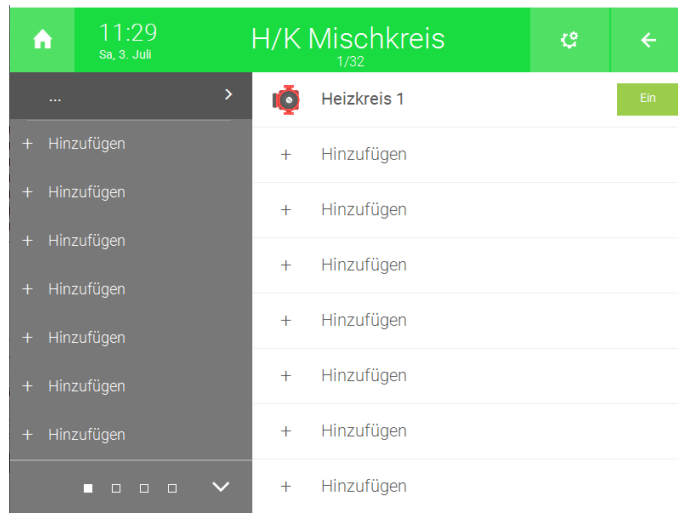 11:29
Sa, 3. Juli
H/K Mischkreis
1/32
...
+ Hinzufügen
+ Hinzufügen
+ Hinzufügen
+ Hinzufügen
+ Hinzufügen
+ Hinzufügen
+ Hinzufügen
Heizkreis 1
Ein
+ Hinzufügen
+ Hinzufügen
+ Hinzufügen
+ Hinzufügen
+ Hinzufügen
+ Hinzufügen
+ Hinzufügen